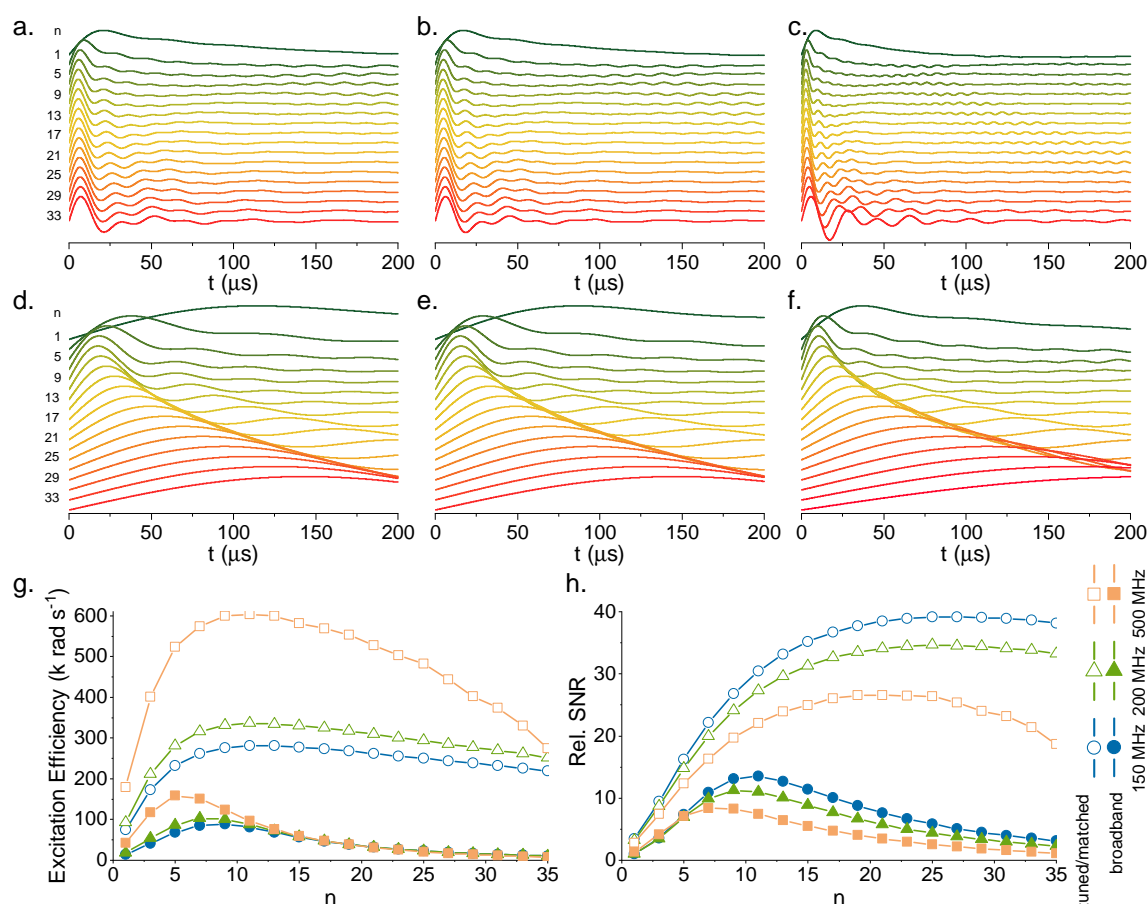 a.
n
1
5
9
13
17
21
25
29
33
0 50 100 150 200
t (μs)
b.
0 50 100 150 200
t (μs)
c.
0 50 100 150 200
t (μs)
d.
n
1
5
9
13
17
21
25
29
33
0 50 100 150 200
t (μs)
e.
0 50 100 150 200
t (μs)
f.
0 50 100 150 200
t (μs)
g.
Excitation Efficiency (k rad s⁻¹)
600
500
400
300
200
100
0
0 5 10 15 20 25 30 35
n
h.
Rel. SNR
40
30
20
10
0
0 5 10 15 20 25 30 35
n
tuned/matched
broadband
150 MHz 200 MHz 500 MHz